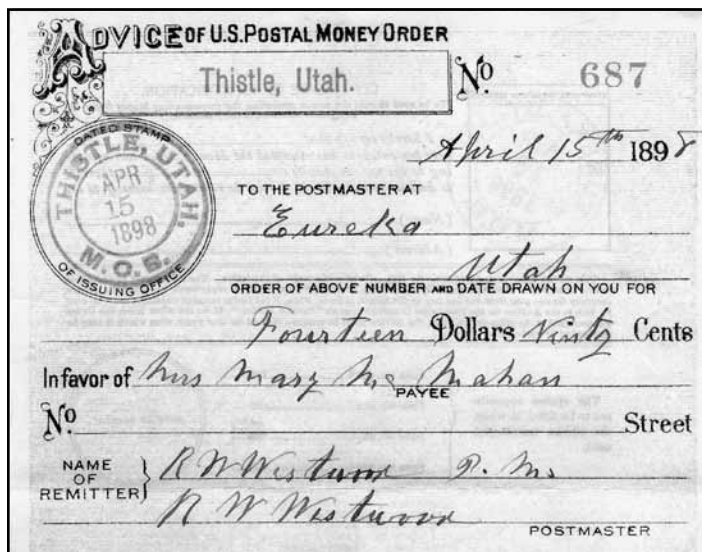 ADVICE OF U.S. POSTAL MONEY ORDER
Thistle, Utah.
No. 687
April 15th 1898
DATED STAMP
THISTLE, UTAH,
APR
15
1898
M.O.B.
OF ISSUING OFFICE
TO THE POSTMASTER AT
Eureka
Utah
ORDER OF ABOVE NUMBER AND DATE DRAWN ON YOU FOR
Fourteen Dollars Ninty Cents
In favor of Mrs Mary McMahan
PAYEE
No. Street
NAME OF REMITTER } R W Westwood P. M.
R W Westwood
POSTMASTER